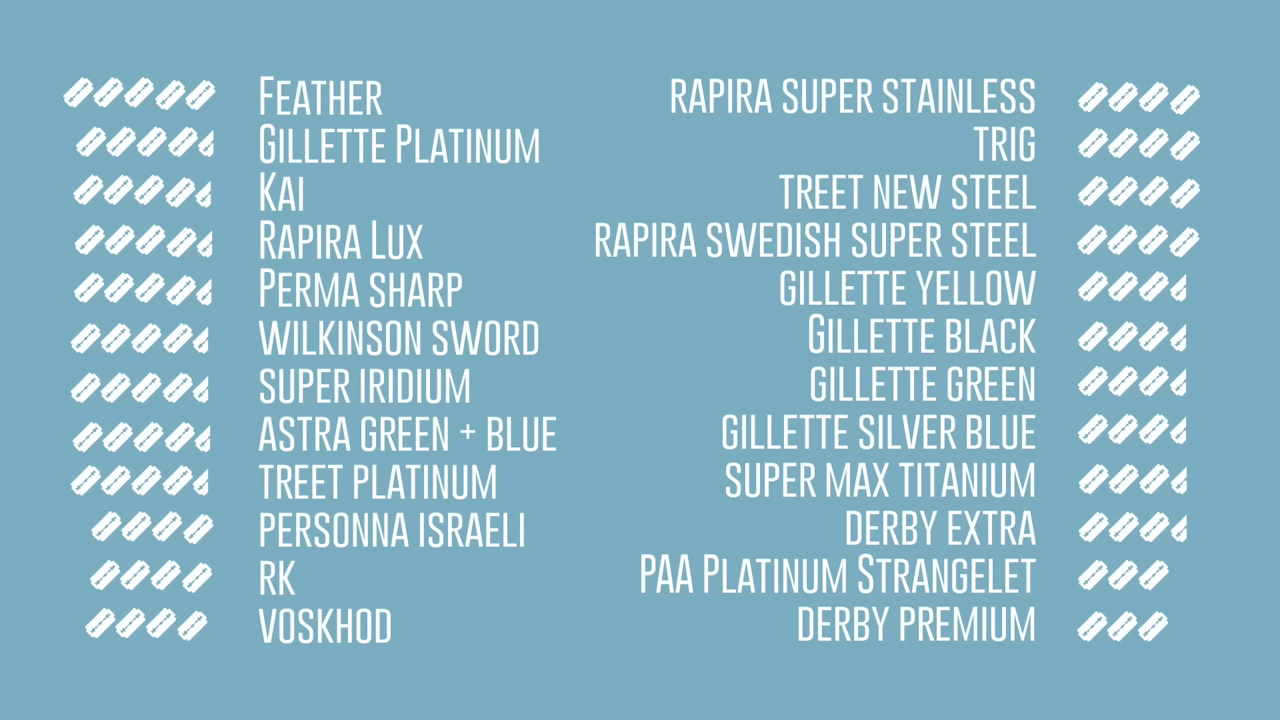 Feather
Gillette Platinum
Kai
Rapira Lux
Perma sharp
WILKINSON SWORD
SUPER IRIDIUM
ASTRA GREEN + BLUE
TREET PLATINUM
PERSONNA ISRAELI
RK
VOSKHOD
RAPIRA SUPER STAINLESS
TRIG
TREET NEW STEEL
RAPIRA SWEDISH SUPER STEEL
GILLETTE YELLOW
Gillette black
GILLETTE GREEN
GILLETTE SILVER BLUE
SUPER MAX TITANIUM
DERBY EXTRA
PAA Platinum Strangelet
DERBY PREMIUM